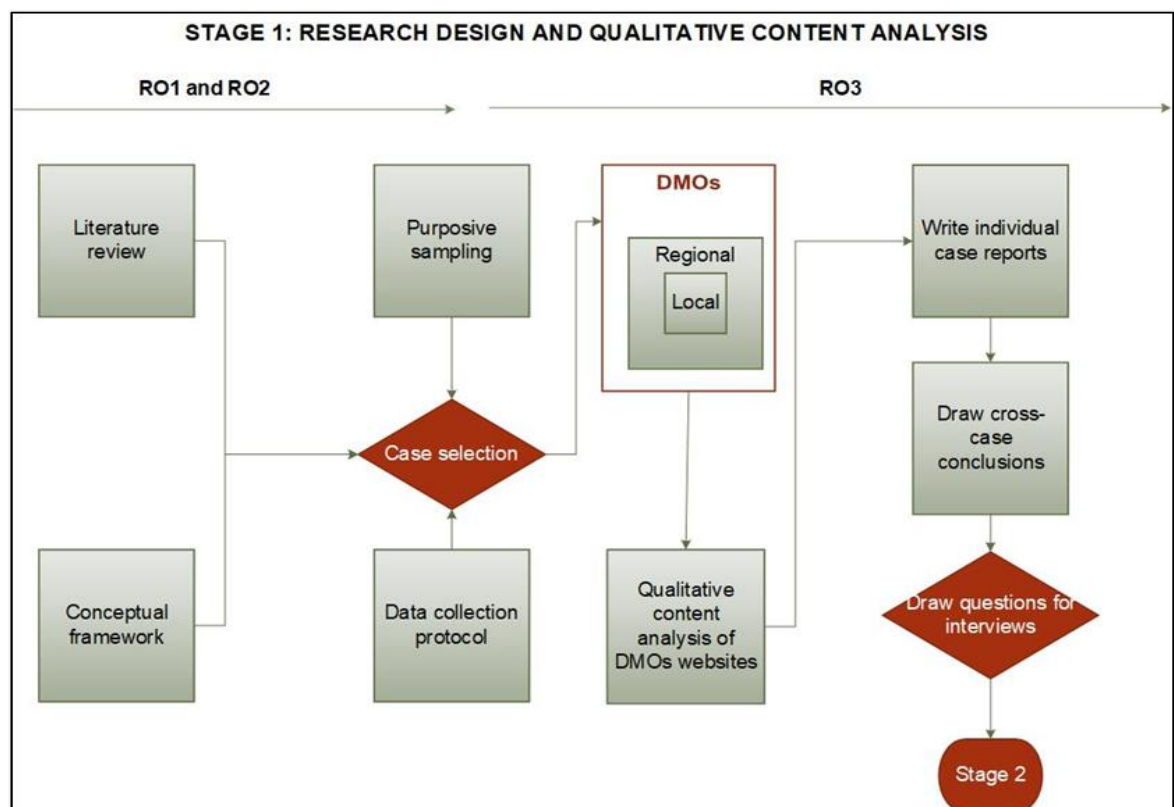 STAGE 1: RESEARCH DESIGN AND QUALITATIVE CONTENT ANALYSIS
RO1 and RO2
RO3
Literature
review
Purposive
sampling
DMOs
Regional
Local
Write individual
case reports
Case selection
Draw cross-
case
conclusions
Conceptual
framework
Data collection
protocol
Qualitative
content
analysis of
DMOs websites
Draw questions for
interviews
Stage 2